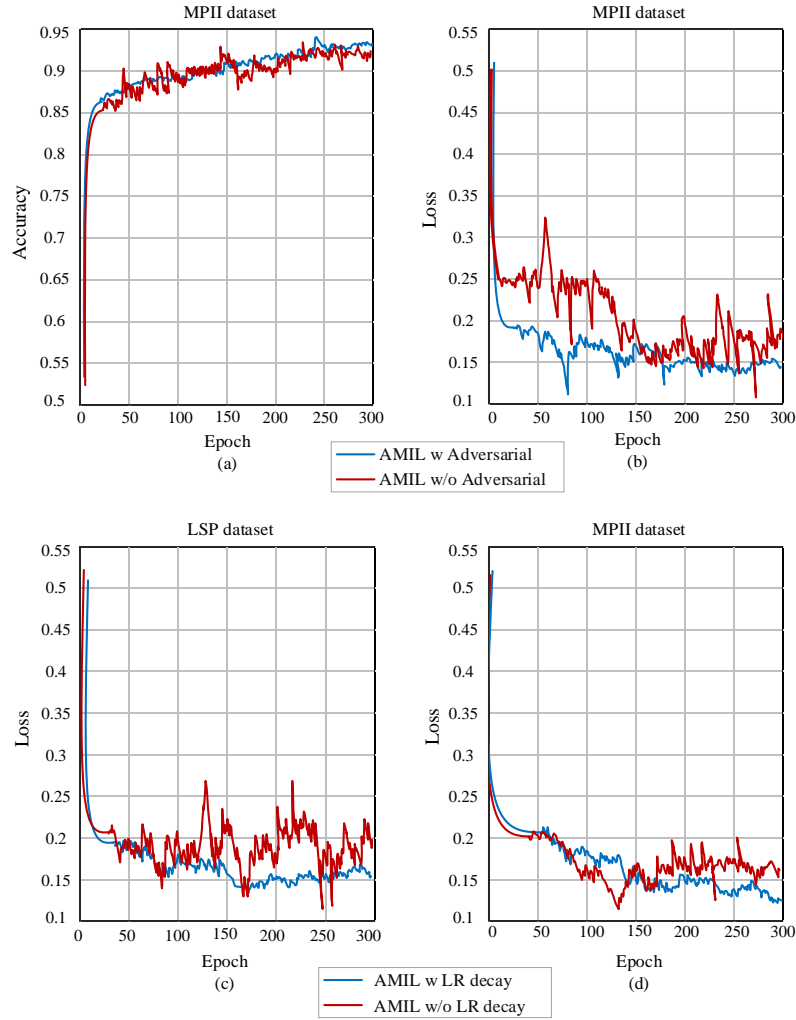 MPII dataset
0.95
0.9
0.85
0.8
0.75
0.7
0.65
0.6
0.55
0.5
Accuracy
0 50 100 150 200 250 300
Epoch
(a)
MPII dataset
0.55
0.5
0.45
0.4
0.35
0.3
0.25
0.2
0.15
0.1
Loss
0 50 100 150 200 250 300
Epoch
(b)
AMIL w Adversarial
AMIL w/o Adversarial
LSP dataset
0.55
0.5
0.45
0.4
0.35
0.3
0.25
0.2
0.15
0.1
Loss
0 50 100 150 200 250 300
Epoch
(c)
MPII dataset
0.55
0.5
0.45
0.4
0.35
0.3
0.25
0.2
0.15
0.1
Loss
0 50 100 150 200 250 300
Epoch
(d)
AMIL w LR decay
AMIL w/o LR decay